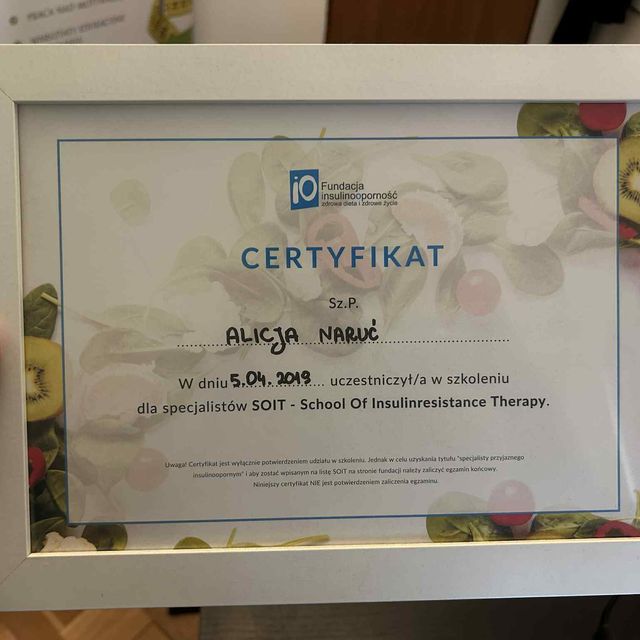 PRACA NAD
iO Fundacja
insulinooporność
zdrowa dieta i zdrowe życie
CERTYFIKAT
Sz.P.
ALICJA NARUĆ
W dniu 5.04.2019 uczestniczył/a w szkoleniu
dla specjalistów SOIT - School Of Insulinresistance Therapy.
Uwaga! Certyfikat jest wyłącznie potwierdzeniem udziału w szkoleniu. Jednak w celu uzyskania tytułu "specjalisty przyjaznego
insulinoopornym" i aby zostać wpisanym na listę SOIT na stronie fundacji należy zaliczyć egzamin końcowy.
Niniejszy certyfikat NIE jest potwierdzeniem zaliczenia egzaminu.